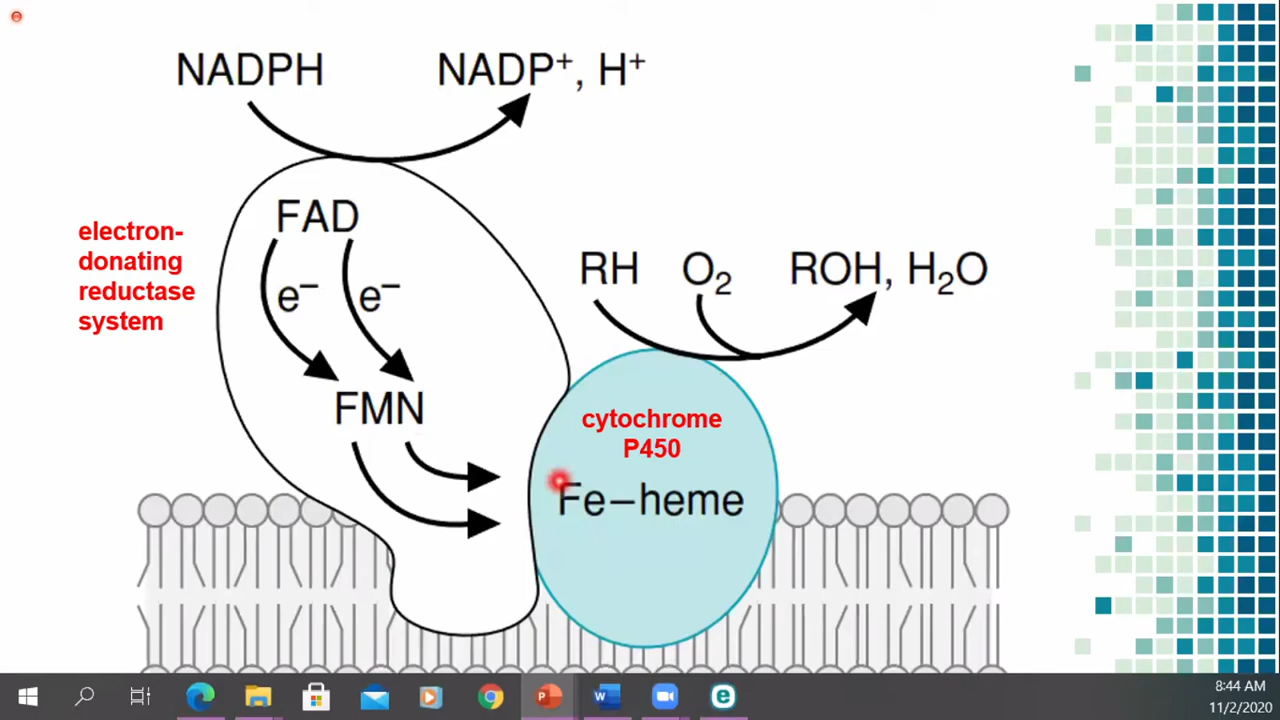 NADPH NADP⁺, H⁺
FAD
electron-
donating
reductase
system
e⁻ e⁻
RH O₂ ROH, H₂O
FMN
cytochrome
P450
Fe–heme
8:44 AM
11/2/2020